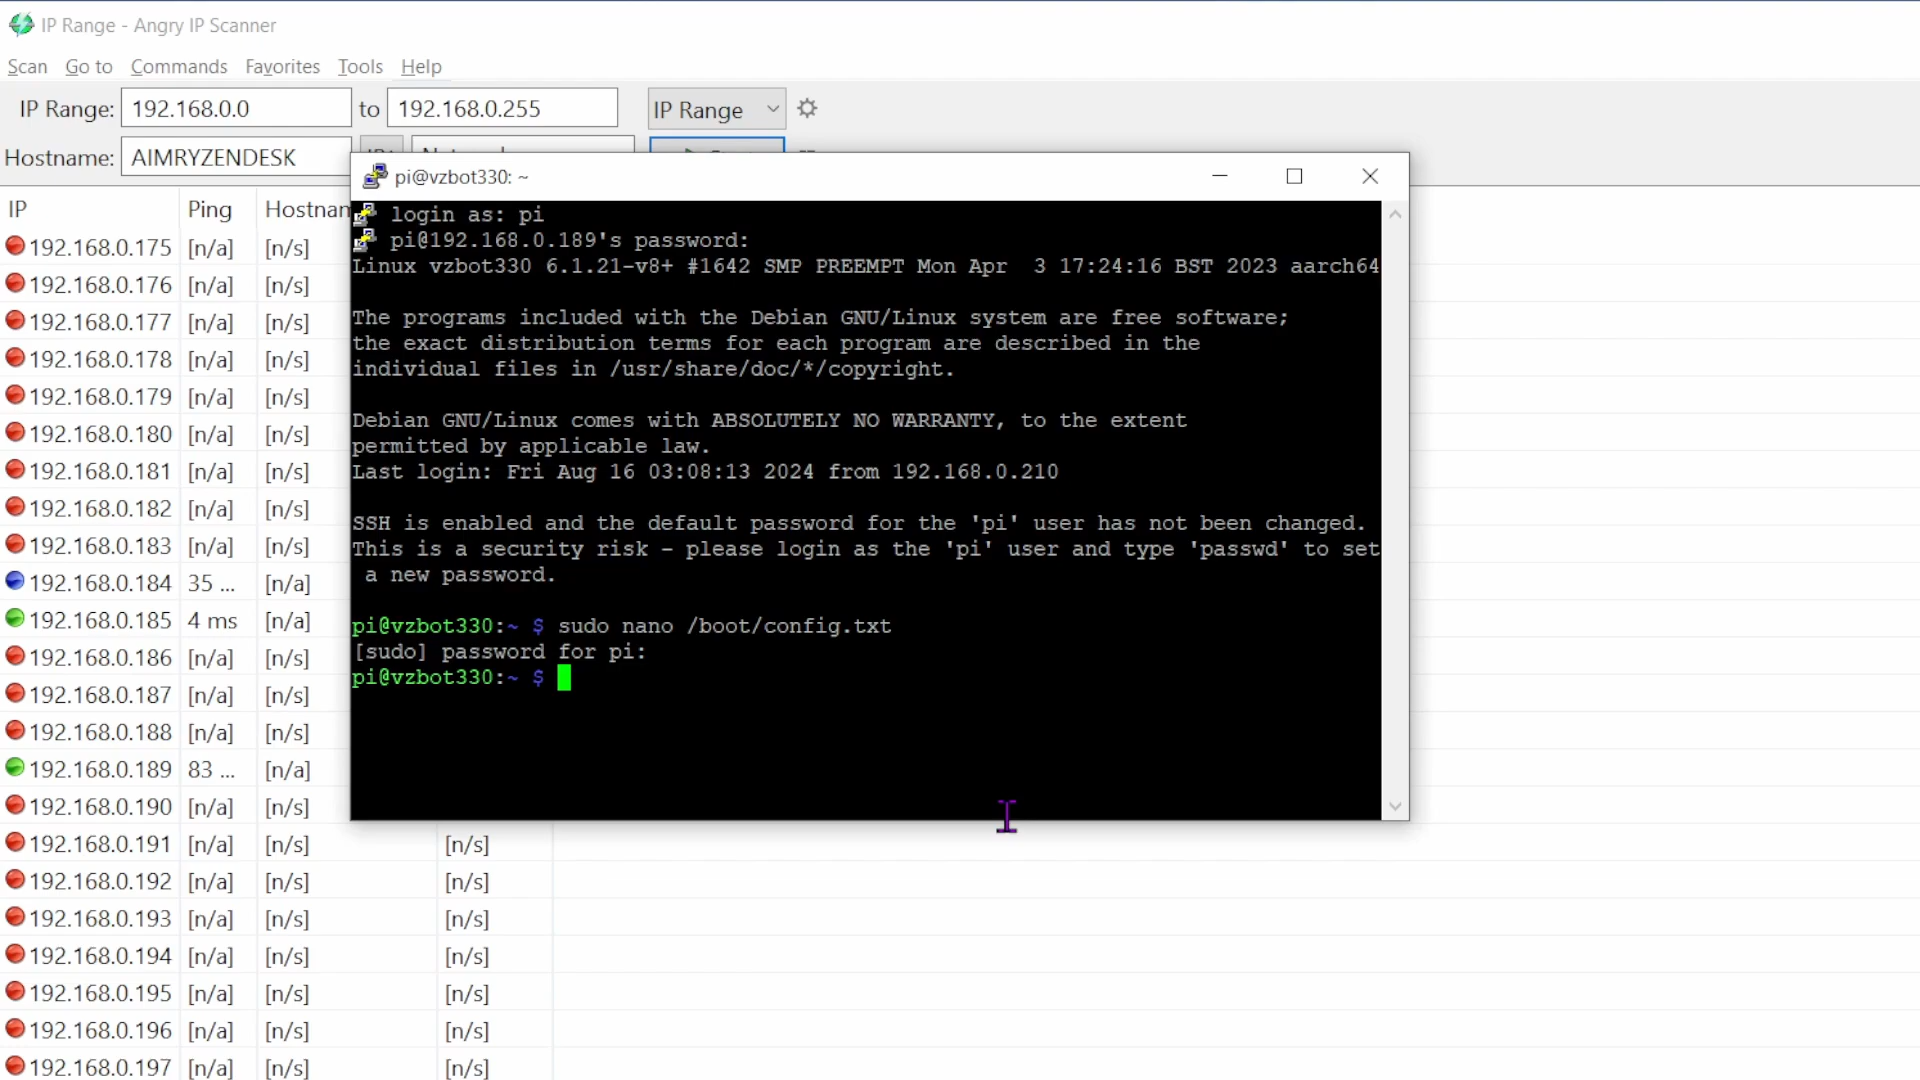 IP Range - Angry IP Scanner
Scan Go to Commands Favorites Tools Help
IP Range: 192.168.0.0 to 192.168.0.255 IP Range
Hostname: AIMRYZENDESK
pi@vzbot330: ~
login as: pi
pi@192.168.0.189's password:
Linux vzbot330 6.1.21-v8+ #1642 SMP PREEMPT Mon Apr  3 17:24:16 BST 2023 aarch64
The programs included with the Debian GNU/Linux system are free software;
the exact distribution terms for each program are described in the
individual files in /usr/share/doc/*/copyright.
Debian GNU/Linux comes with ABSOLUTELY NO WARRANTY, to the extent
permitted by applicable law.
Last login: Fri Aug 16 03:08:13 2024 from 192.168.0.210
SSH is enabled and the default password for the 'pi' user has not been changed.
This is a security risk - please login as the 'pi' user and type 'passwd' to set
a new password.
pi@vzbot330:~ $ sudo nano /boot/config.txt
[sudo] password for pi:
pi@vzbot330:~ $
IP Ping Hostnam
192.168.0.175 [n/a] [n/s]
192.168.0.176 [n/a] [n/s]
192.168.0.177 [n/a] [n/s]
192.168.0.178 [n/a] [n/s]
192.168.0.179 [n/a] [n/s]
192.168.0.180 [n/a] [n/s]
192.168.0.181 [n/a] [n/s]
192.168.0.182 [n/a] [n/s]
192.168.0.183 [n/a] [n/s]
192.168.0.184 35 ... [n/a]
192.168.0.185 4 ms [n/a]
192.168.0.186 [n/a] [n/s]
192.168.0.187 [n/a] [n/s]
192.168.0.188 [n/a] [n/s]
192.168.0.189 83 ... [n/a]
192.168.0.190 [n/a] [n/s]
192.168.0.191 [n/a] [n/s] [n/s]
192.168.0.192 [n/a] [n/s] [n/s]
192.168.0.193 [n/a] [n/s] [n/s]
192.168.0.194 [n/a] [n/s] [n/s]
192.168.0.195 [n/a] [n/s] [n/s]
192.168.0.196 [n/a] [n/s] [n/s]
192.168.0.197 [n/a] [n/s] [n/s]